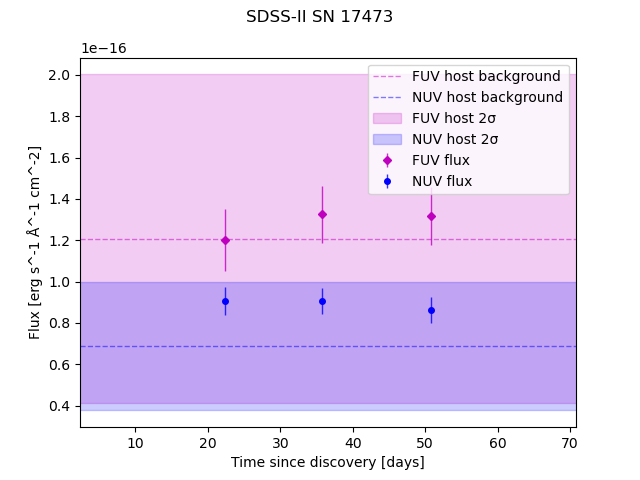 SDSS-II SN 17473
1e−16
FUV host background
NUV host background
FUV host 2σ
NUV host 2σ
FUV flux
NUV flux
2.0
1.8
1.6
1.4
1.2
1.0
0.8
0.6
0.4
Flux [erg s^-1 Å^-1 cm^-2]
10 20 30 40 50 60 70
Time since discovery [days]